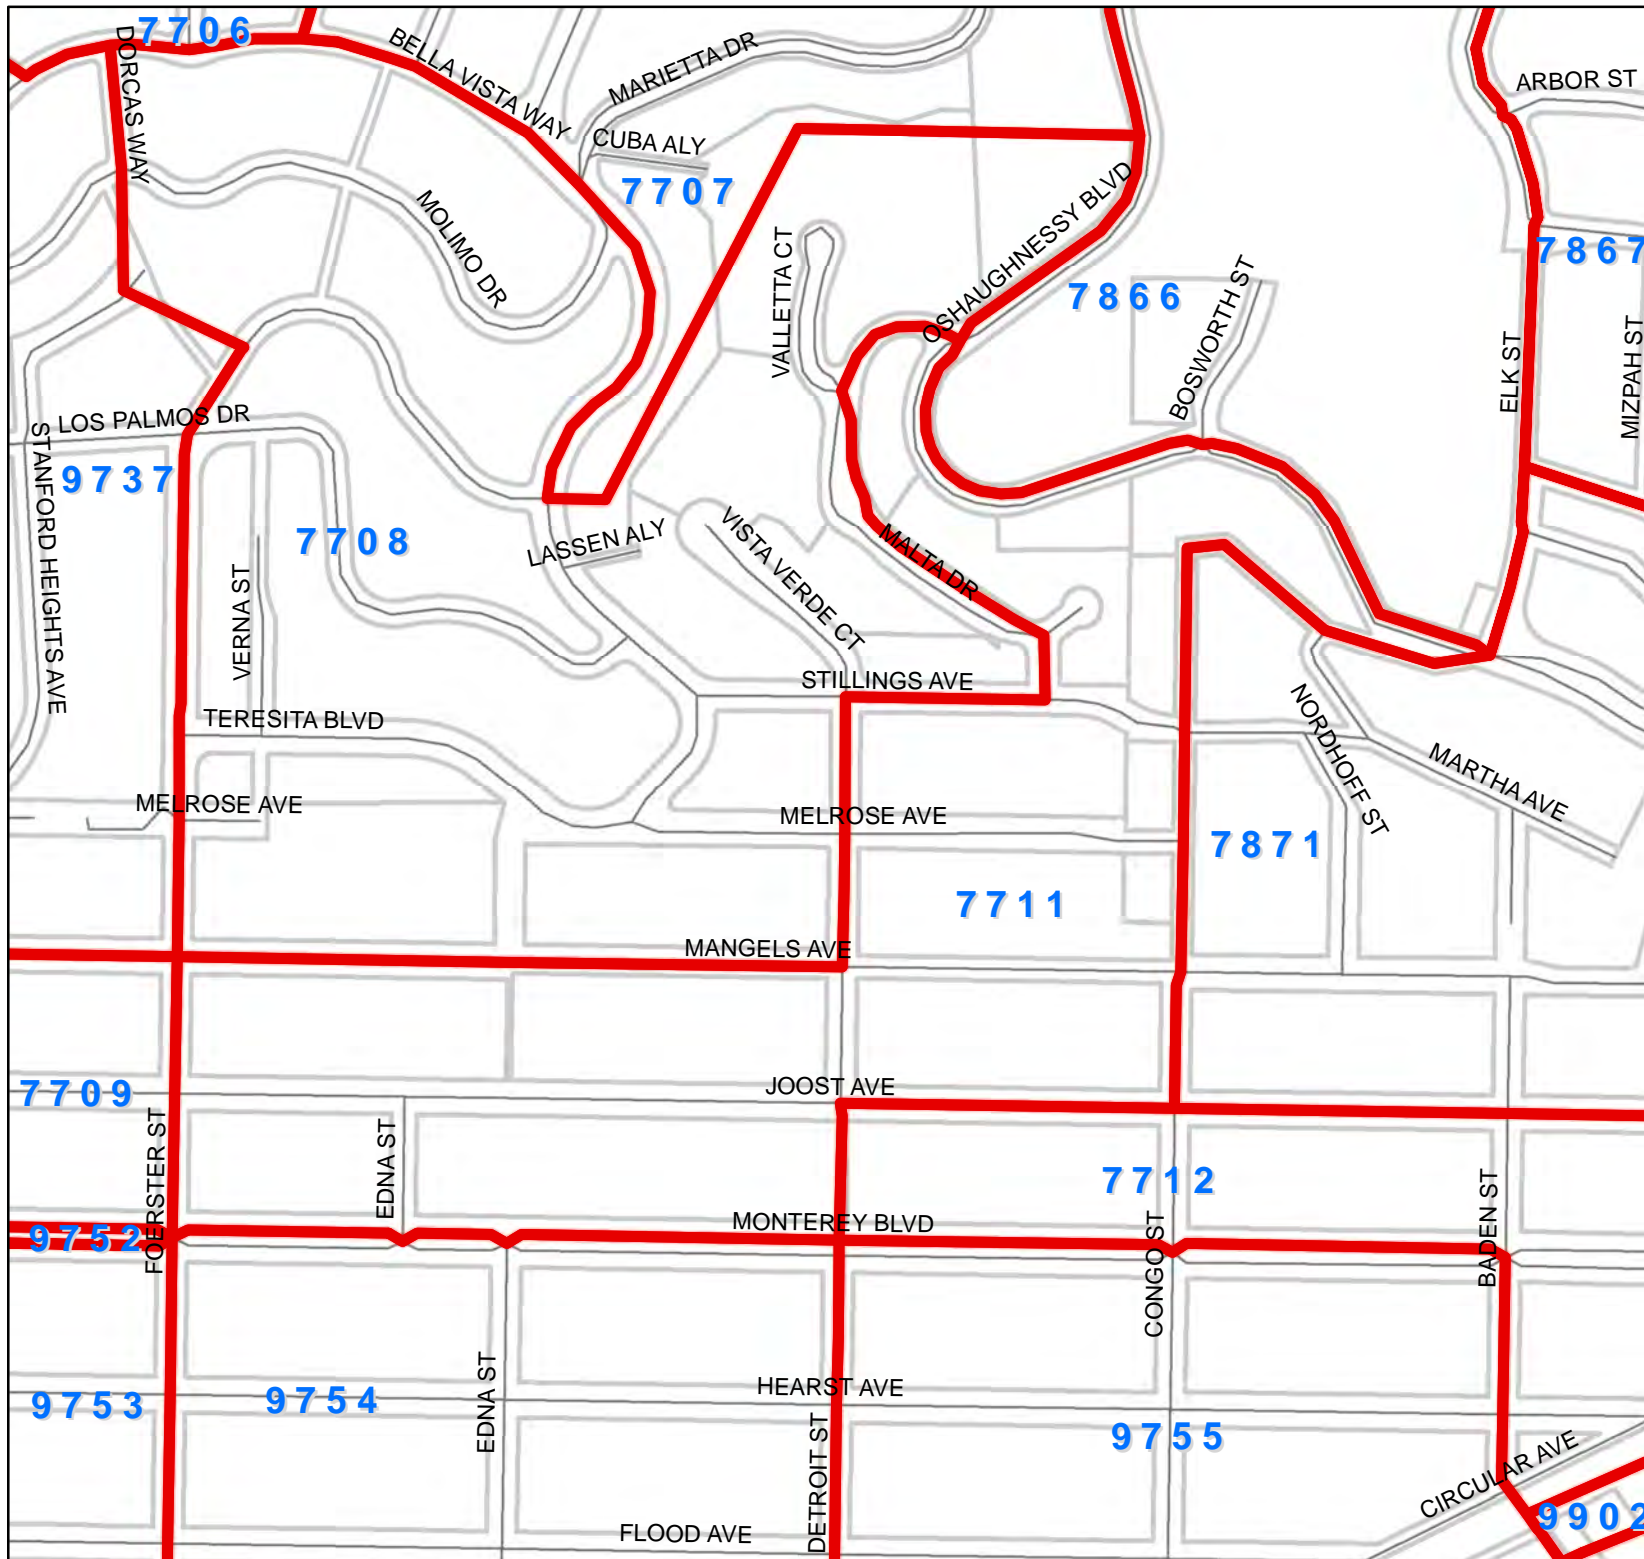 7706
DORCAS WAY
BELLA VISTA WAY
MARIETTA DR
ARBOR ST
CUBA ALY
7707
MOLIMO DR
VALLETTA CT
OSHAUGHNESSY BLVD
7866
BOSWORTH ST
7867
ELK ST
MIZPAH ST
LOS PALMOS DR
STANFORD HEIGHTS AVE
9737
7708
LASSEN ALY
VISTA VERDE CT
MALTA DR
VERNA ST
STILLINGS AVE
TERESITA BLVD
NORDHOFF ST
MARTHA AVE
MELROSE AVE
MELROSE AVE
7871
7711
MANGELS AVE
7709
JOOST AVE
FOERSTER ST
EDNA ST
7712
MONTEREY BLVD
9752
CONGO ST
BADEN ST
9753
9754
EDNA ST
HEARST AVE
9755
DETROIT ST
CIRCULAR AVE
FLOOD AVE
9902